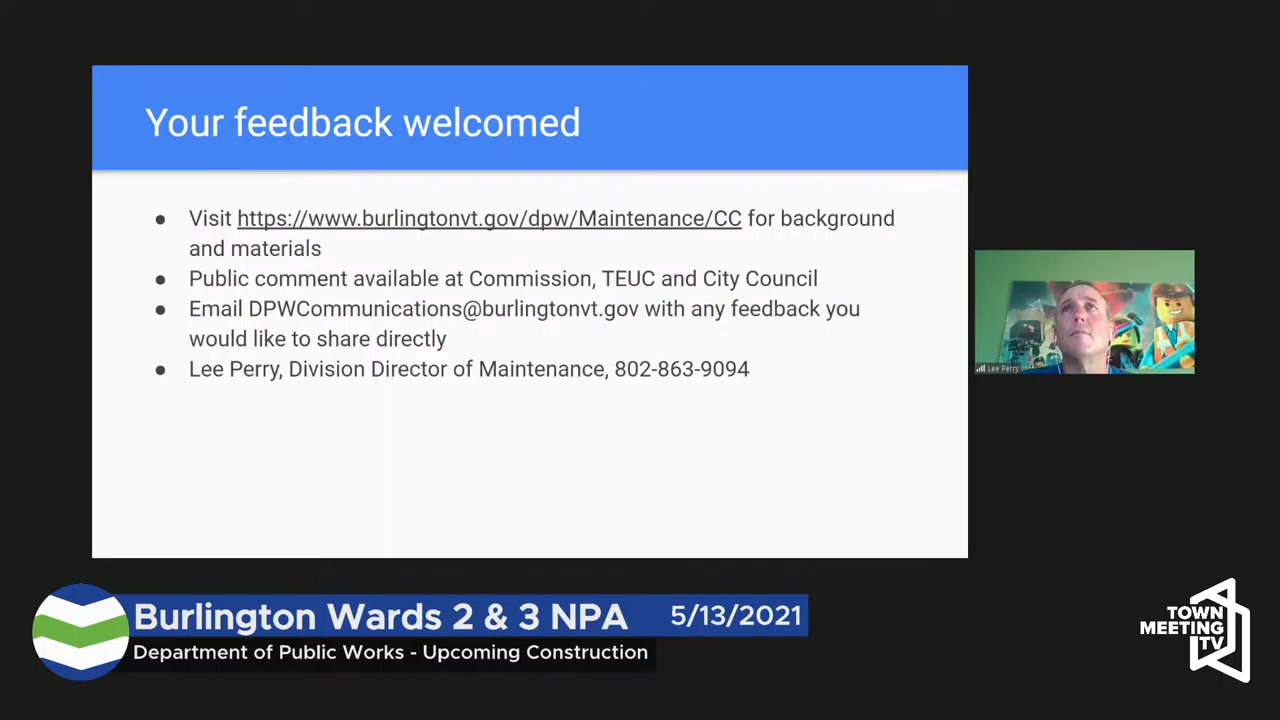 Your feedback welcomed
● Visit https://www.burlingtonvt.gov/dpw/Maintenance/CC for background
and materials
● Public comment available at Commission, TEUC and City Council
● Email DPWCommunications@burlingtonvt.gov with any feedback you
would like to share directly
● Lee Perry, Division Director of Maintenance, 802-863-9094
Lee Perry
Burlington Wards 2 & 3 NPA 5/13/2021
Department of Public Works - Upcoming Construction
TOWN
MEETING
TV